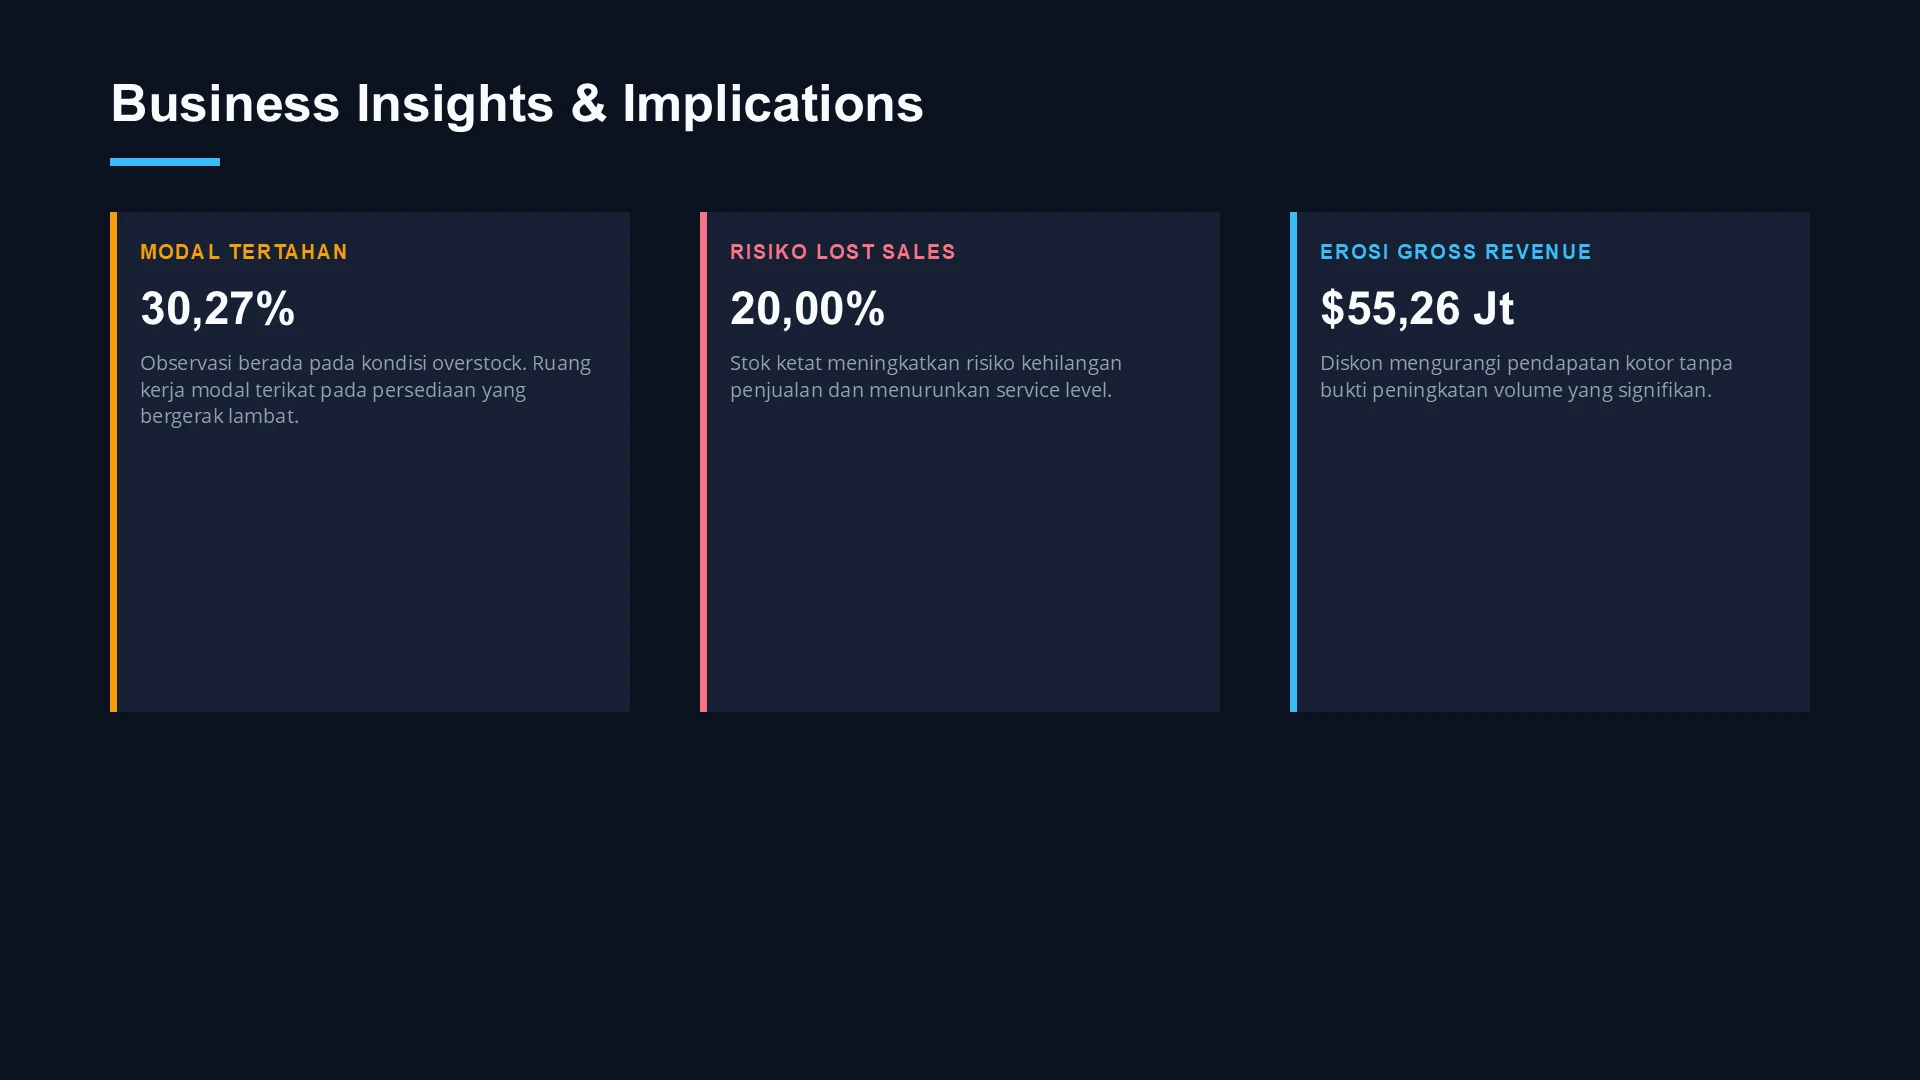 Business Insights & Implications
MODAL TERTAHAN
30,27%
Observasi berada pada kondisi overstock. Ruang
kerja modal terikat pada persediaan yang
bergerak lambat.
RISIKO LOST SALES
20,00%
Stok ketat meningkatkan risiko kehilangan
penjualan dan menurunkan service level.
EROSI GROSS REVENUE
$55,26 Jt
Diskon mengurangi pendapatan kotor tanpa
bukti peningkatan volume yang signifikan.